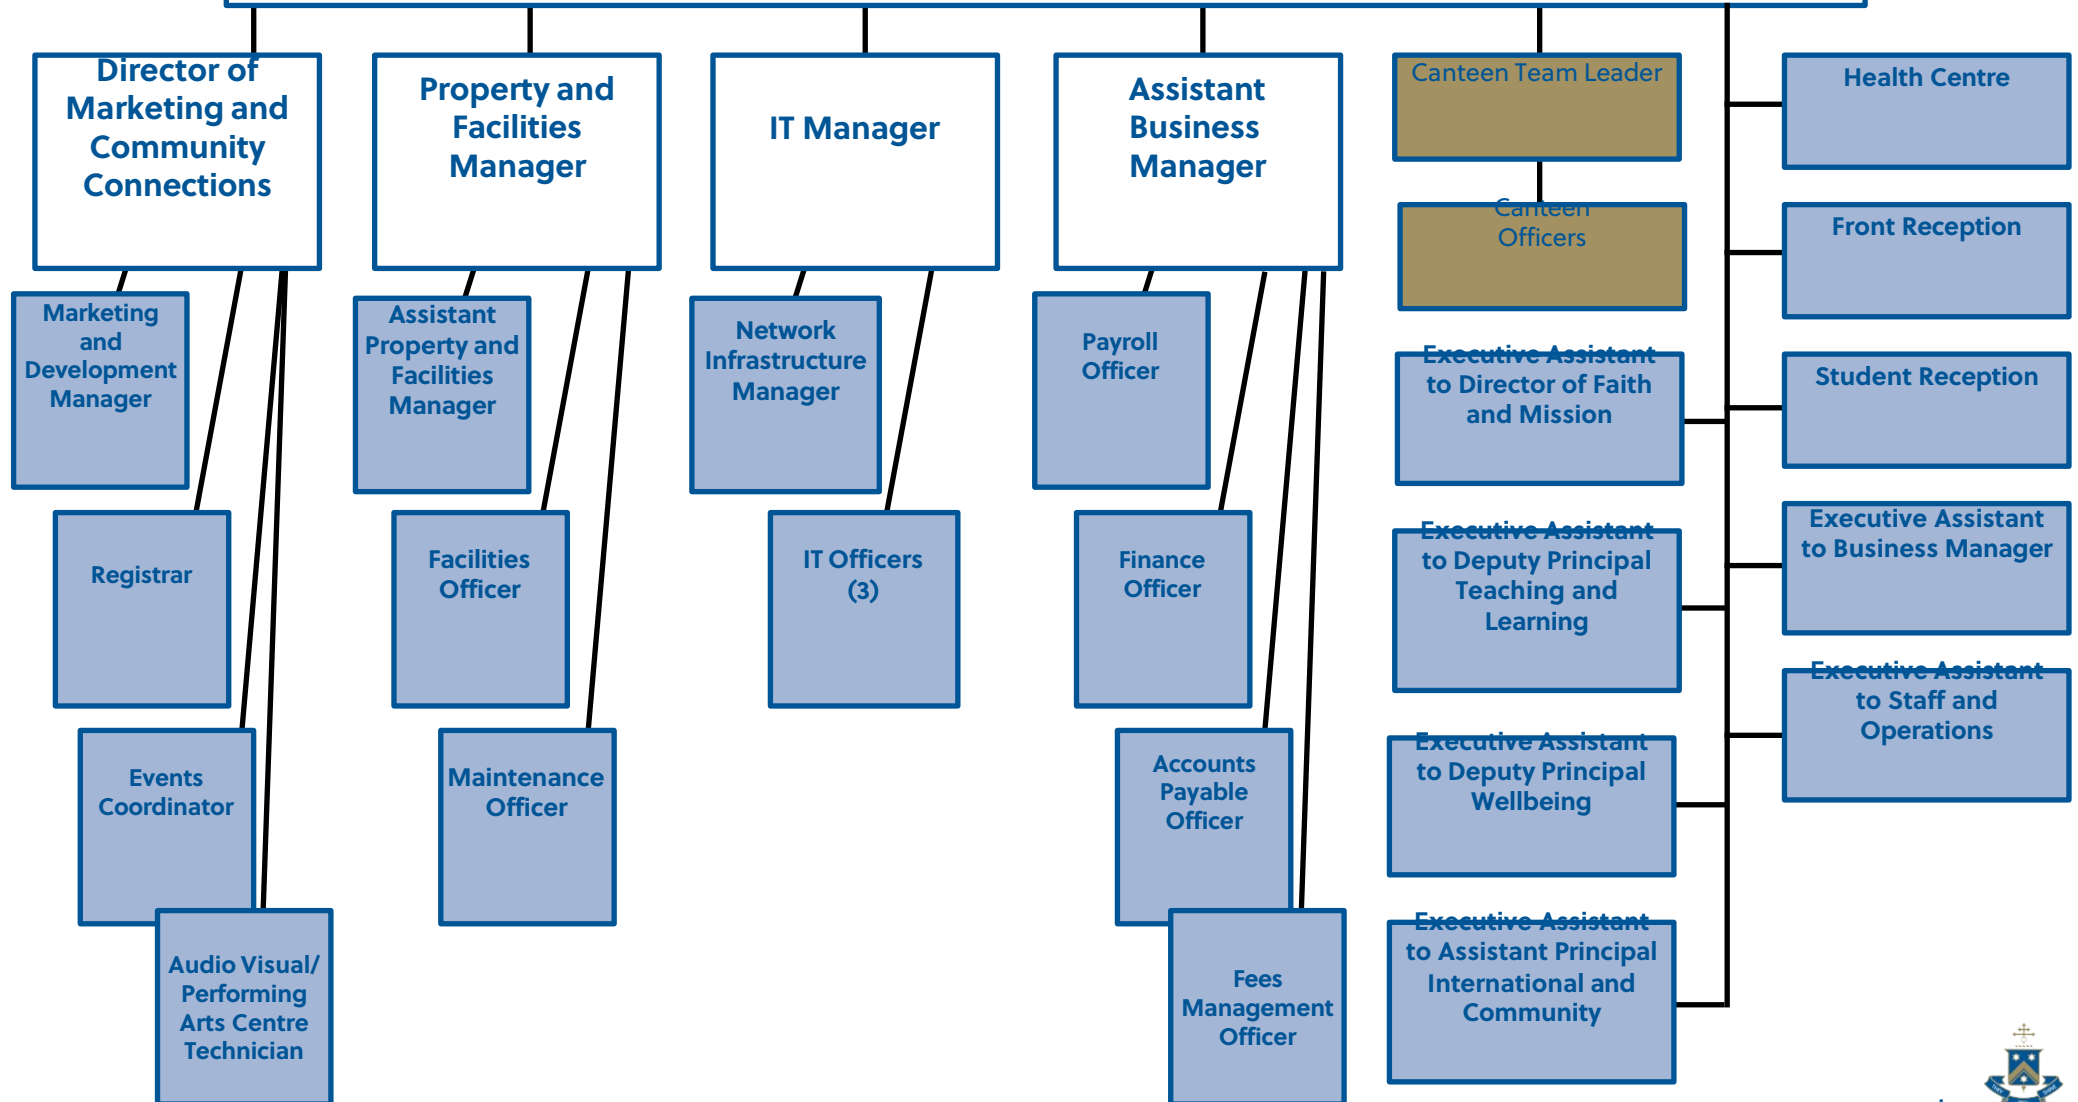 Director of
Marketing and
Community
Connections
Property and
Facilities
Manager
IT Manager
Assistant
Business
Manager
Canteen Team Leader
Health Centre
Canteen
Officers
Front Reception
Marketing
and
Development
Manager
Assistant
Property and
Facilities
Manager
Network
Infrastructure
Manager
Payroll
Officer
Executive Assistant
to Director of Faith
and Mission
Student Reception
Registrar
Facilities
Officer
IT Officers
(3)
Finance
Officer
Executive Assistant
to Deputy Principal
Teaching and
Learning
Executive Assistant
to Business Manager
Executive Assistant
to Staff and
Operations
Events
Coordinator
Maintenance
Officer
Accounts
Payable
Officer
Executive Assistant
to Deputy Principal
Wellbeing
Audio Visual/
Performing
Arts Centre
Technician
Fees
Management
Officer
Executive Assistant
to Assistant Principal
International and
Community